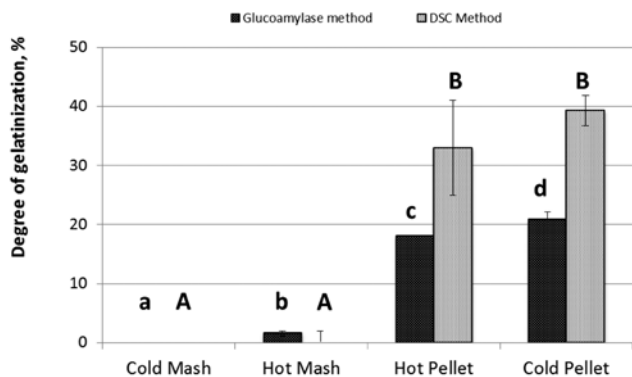 Glucoamylase method DSC Method
Degree of gelatinization, %
50
40
30
20
10
0
a A b A c B d B
Cold Mash Hot Mash Hot Pellet Cold Pellet